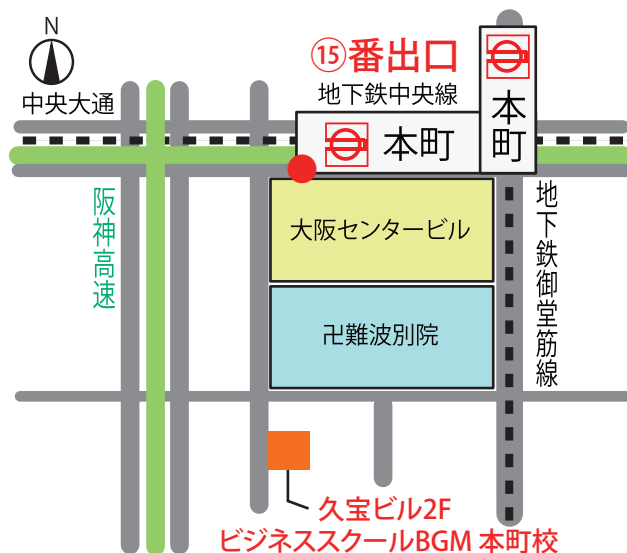 N
⑮番出口
中央大通
地下鉄中央線
本町
本町
阪神高速
大阪センタービル
地下鉄御堂筋線
卍難波別院
久宝ビル2F
ビジネススクールBGM 本町校